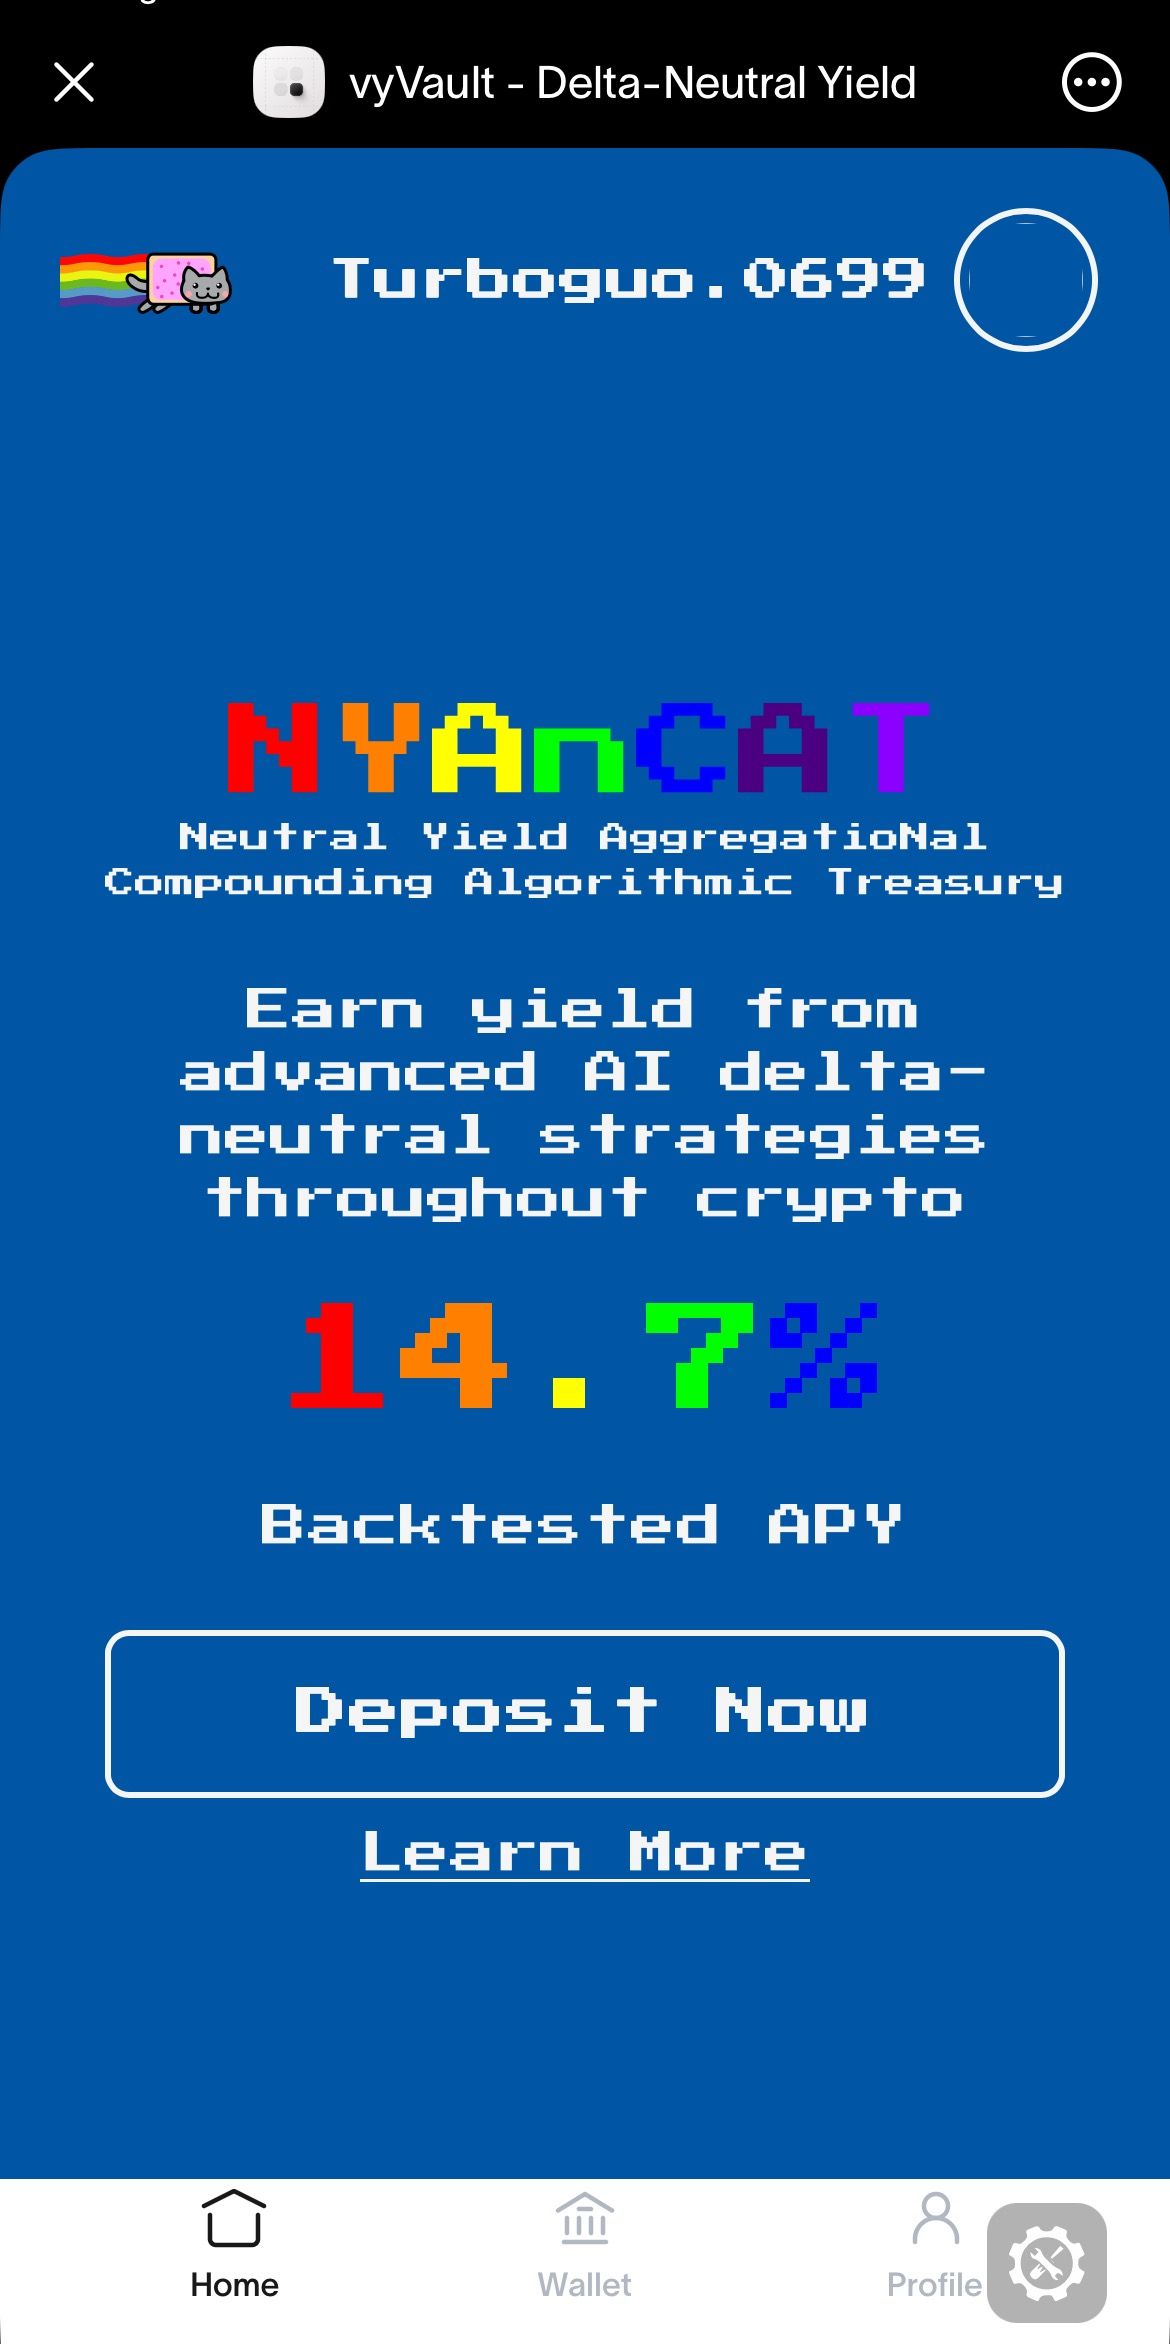 vyVault - Delta-Neutral Yield
Turboguo.0699
NYAnCAT
Neutral Yield AggregatioNal
Compounding Algorithmic Treasury
Earn yield from
advanced AI delta-
neutral strategies
throughout crypto
14.7%
Backtested APY
Deposit Now
Learn More
Home
Wallet
Profile